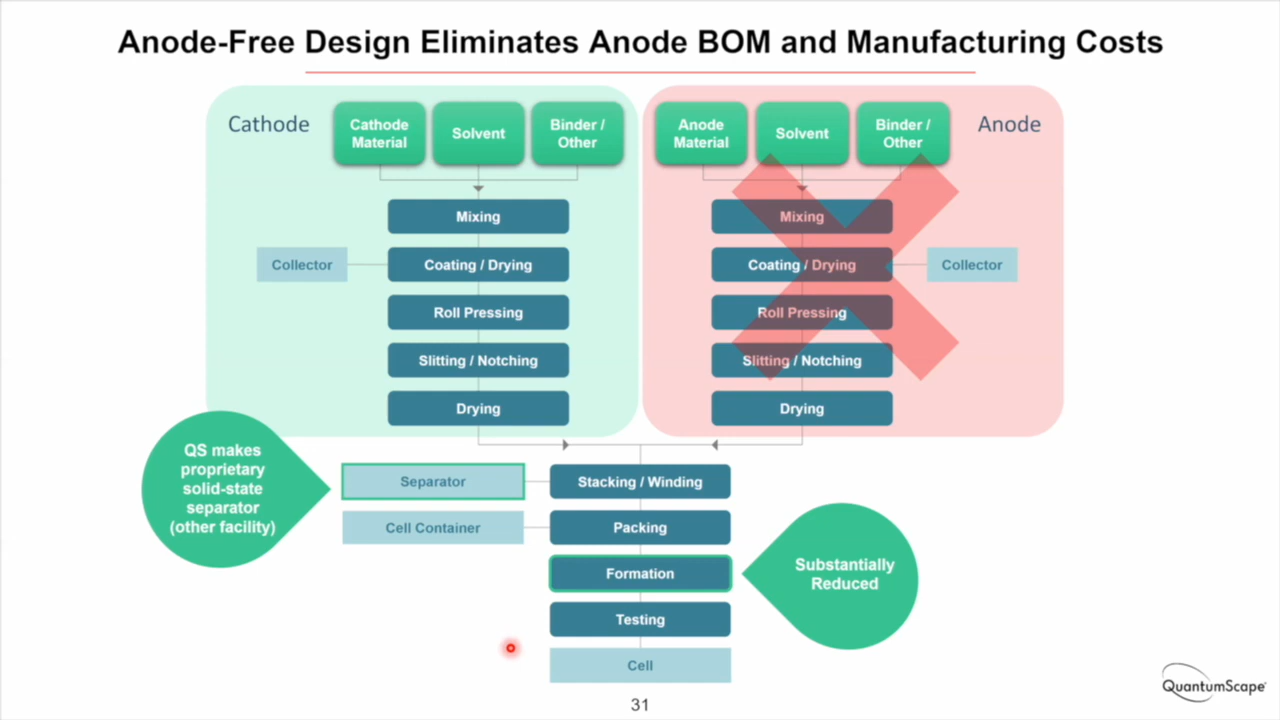 Anode-Free Design Eliminates Anode BOM and Manufacturing Costs
Cathode
Cathode
Material
Solvent
Binder /
Other
Anode
Material
Solvent
Binder /
Other
Anode
Mixing
Mixing
Collector
Coating / Drying
Coating / Drying
Collector
Roll Pressing
Roll Pressing
Slitting / Notching
Slitting / Notching
Drying
Drying
QS makes
proprietary
solid-state
separator
(other facility)
Separator
Stacking / Winding
Cell Container
Packing
Formation
Substantially
Reduced
Testing
Cell
31
QuantumScape